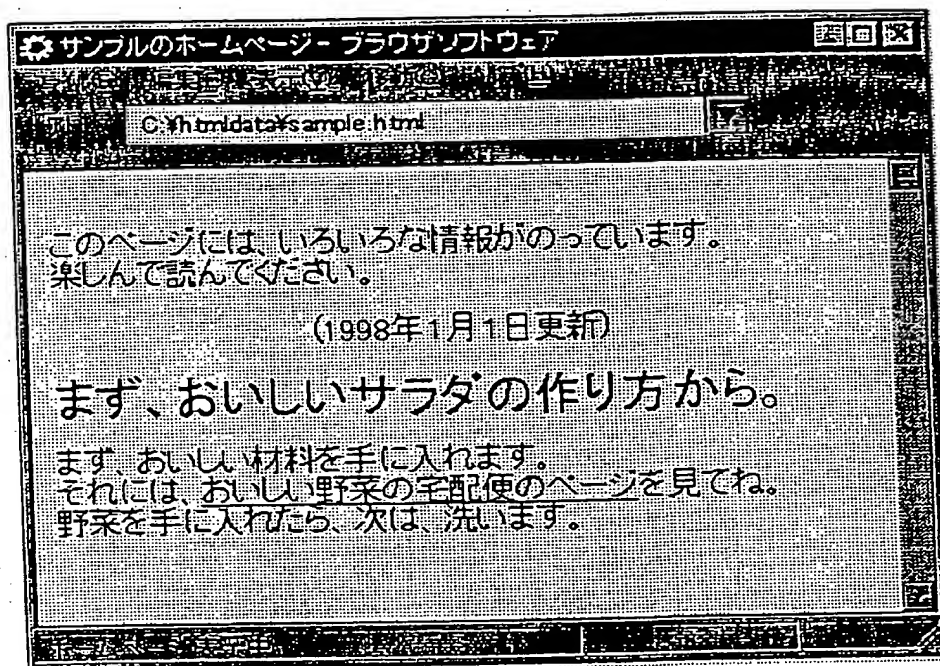 サンプルのホームページ - ブラウザソフトウェア
C:¥htmldata¥sample.html
このページには、いろいろな情報がのっています。
楽しんで読んでください。
(1998年1月1日更新)
まず、おいしいサラダの作り方から。
まず、おいしい材料を手に入れます。
それには、おいしい野菜の宅配便のページを見てね。
野菜を手に入れたら、次は、洗います。